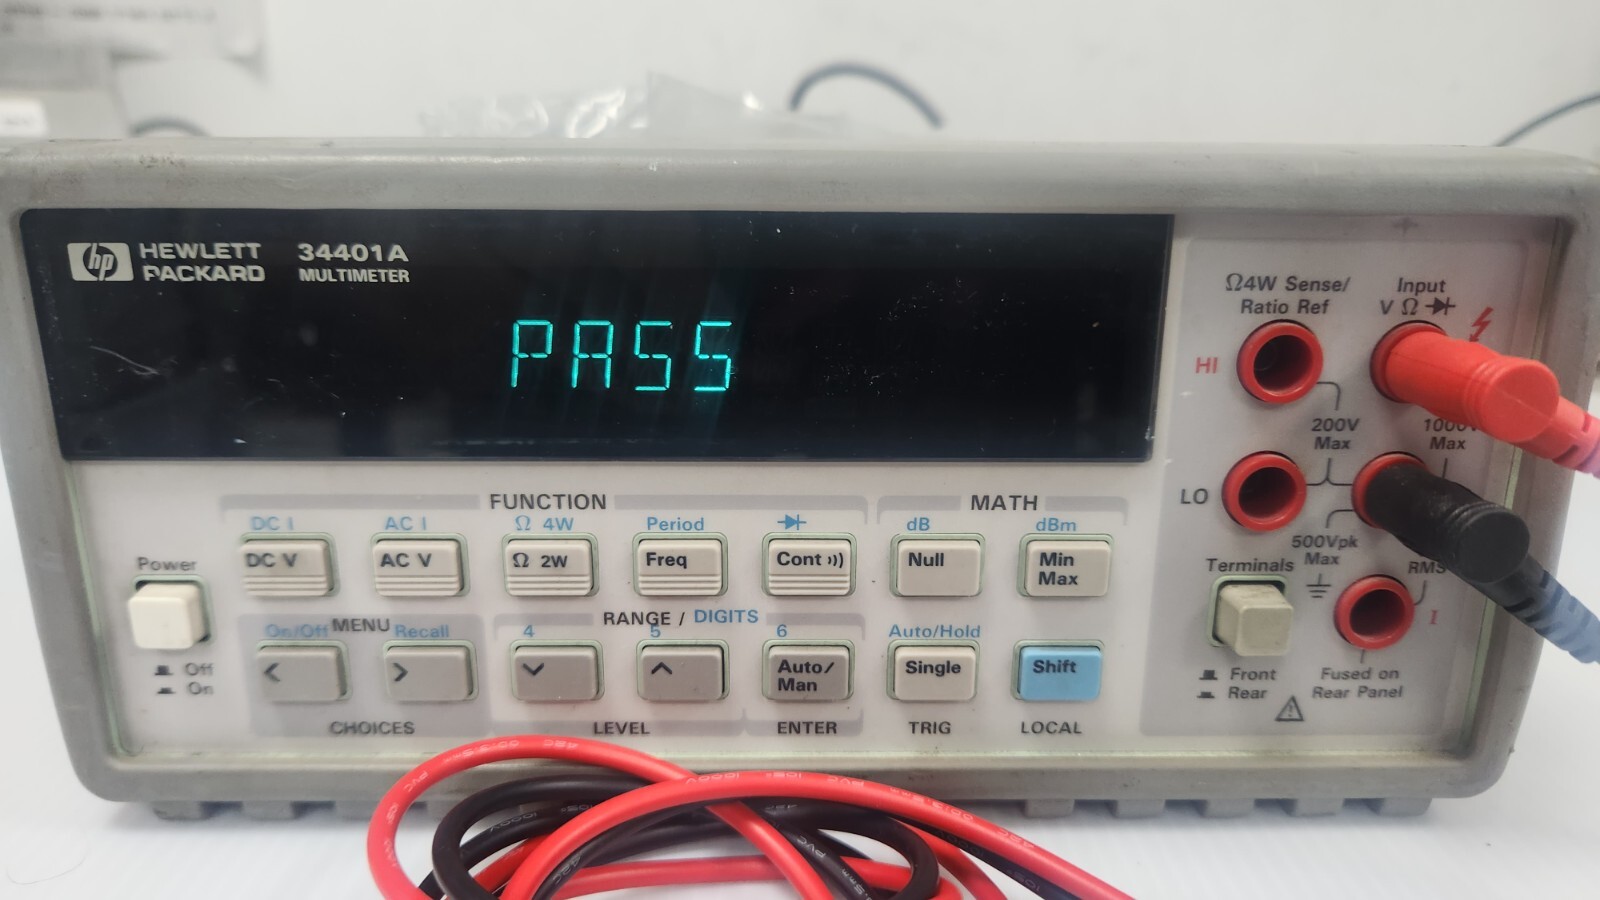 hp HEWLETT PACKARD
34401A
MULTIMETER
PASS
Ω4W Sense/
Ratio Ref
Input
V Ω
HI
200V
Max
1000V
Max
LO
500Vpk
Max
Terminals
RMS
I
Front
Rear
Fused on
Rear Panel
Power
Off
On
FUNCTION
MATH
DC I
AC I
Ω 4W
Period
dB
dBm
DC V
AC V
Ω 2W
Freq
Cont
Null
Min
Max
MENU
On/Off
Recall
RANGE / DIGITS
4
5
6
Auto/Hold
<
>
Auto/
Man
Single
Shift
CHOICES
LEVEL
ENTER
TRIG
LOCAL